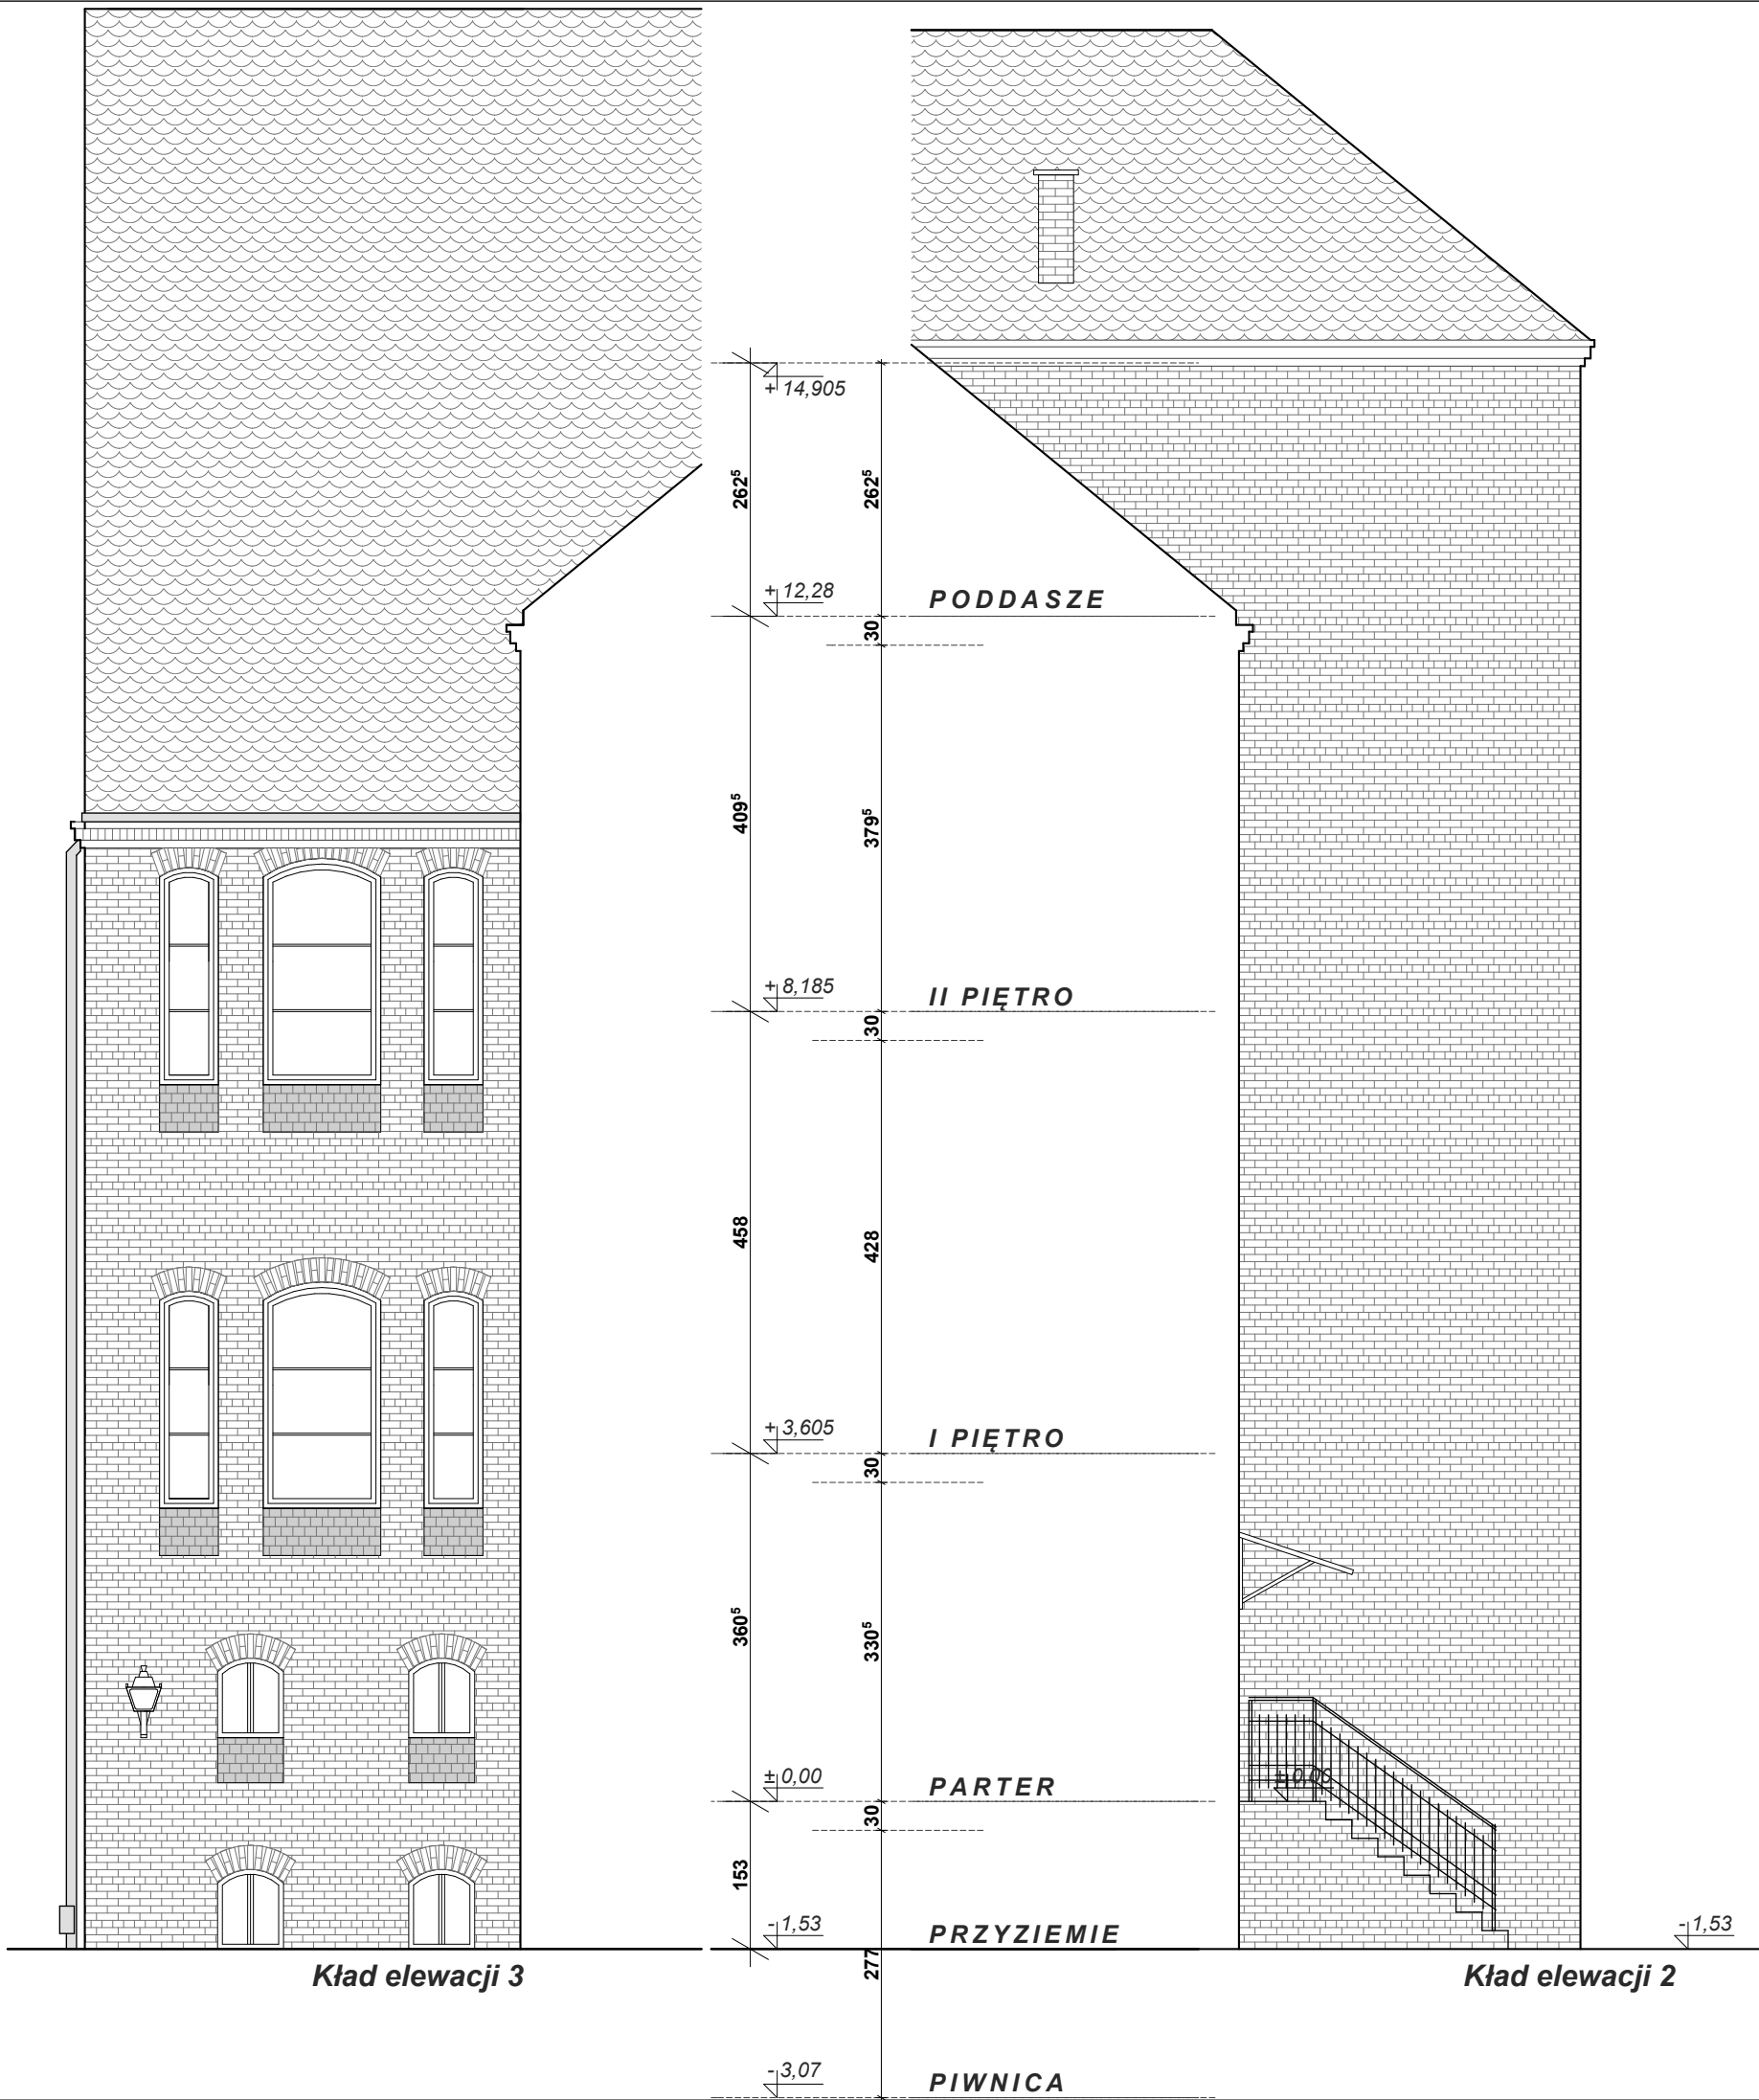 + 14,905
262⁵
262⁵
+ 12,28
PODDASZE
30
409⁵
379⁵
+ 8,185
II PIĘTRO
30
458
428
+ 3,605
I PIĘTRO
30
360⁵
330⁵
± 0,00
PARTER
± 0,00
30
153
- 1,53
PRZYZIEMIE
- 1,53
277
Kład elewacji 3
Kład elewacji 2
- 3,07
PIWNICA